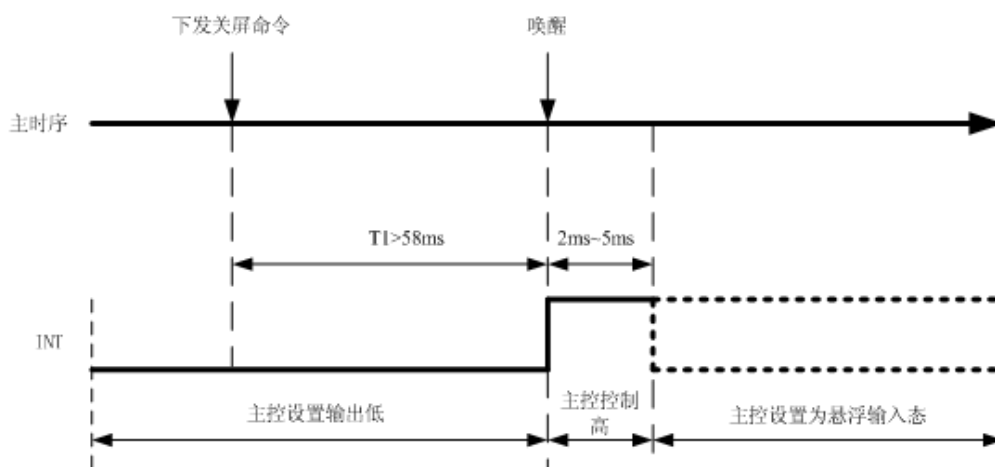 下发关屏命令
唤醒
主时序
T1>58ms
2ms~5ms
INT
主控设置输出低
主控控制
高
主控设置为悬浮输入态